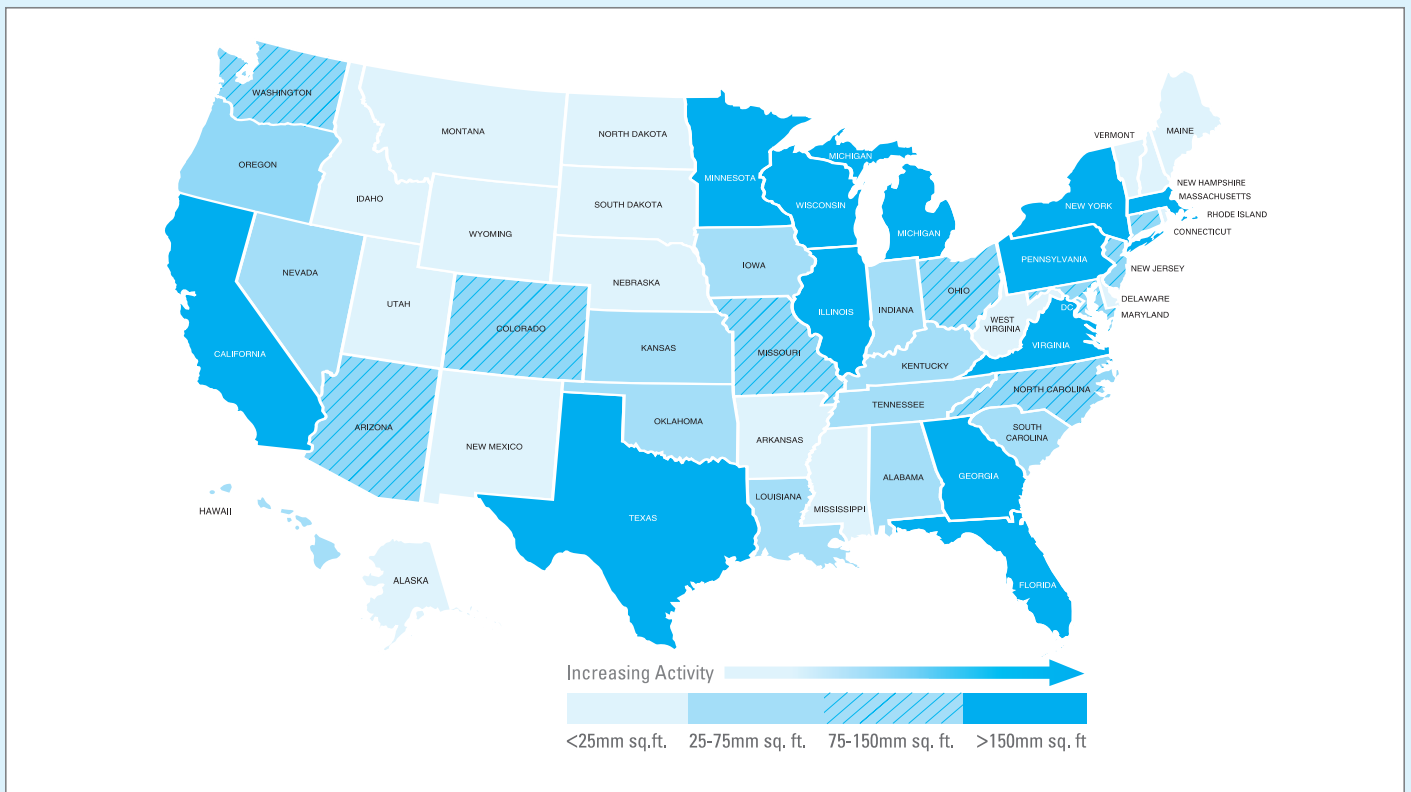 WASHINGTON
MONTANA
NORTH DAKOTA
MINNESOTA
MICHIGAN
VERMONT
MAINE
OREGON
IDAHO
SOUTH DAKOTA
WISCONSIN
NEW YORK
NEW HAMPSHIRE
MASSACHUSETTS
RHODE ISLAND
CONNECTICUT
WYOMING
MICHIGAN
NEVADA
IOWA
PENNSYLVANIA
NEW JERSEY
UTAH
NEBRASKA
ILLINOIS
INDIANA
OHIO
DELAWARE
MARYLAND
DC
WEST
VIRGINIA
COLORADO
CALIFORNIA
KANSAS
MISSOURI
KENTUCKY
VIRGINIA
NORTH CAROLINA
TENNESSEE
ARIZONA
NEW MEXICO
OKLAHOMA
ARKANSAS
SOUTH
CAROLINA
ALABAMA
GEORGIA
LOUISIANA
MISSISSIPPI
HAWAII
TEXAS
ALASKA
FLORIDA
Increasing Activity
<25mm sq.ft. 25-75mm sq. ft. 75-150mm sq. ft. >150mm sq. ft